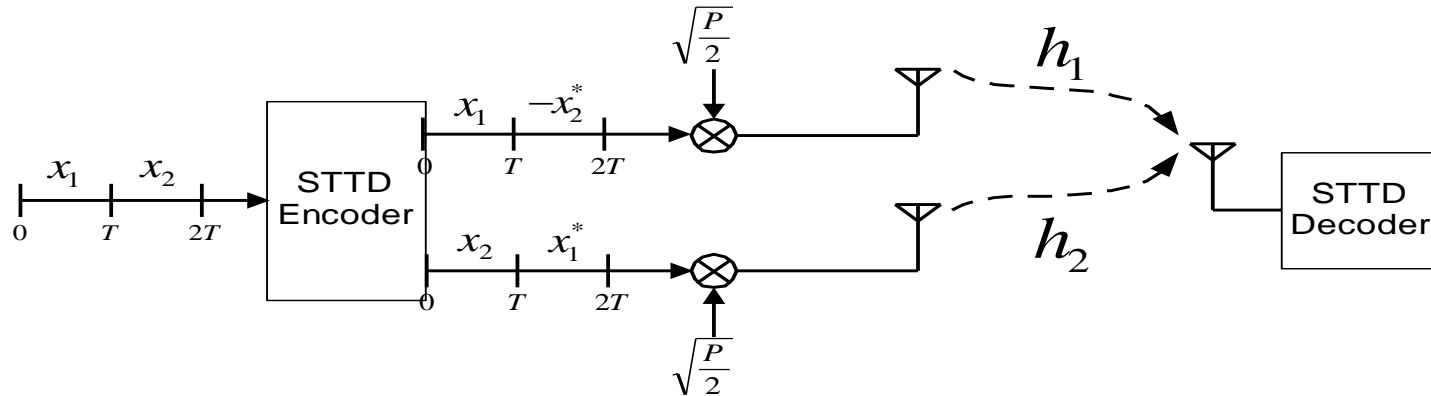 √(P/2)
h₁
x₁ −x₂*
0 T 2T
x₁ x₂
0 T 2T
STTD
Encoder
STTD
Decoder
x₂ x₁*
0 T 2T
h₂
√(P/2)